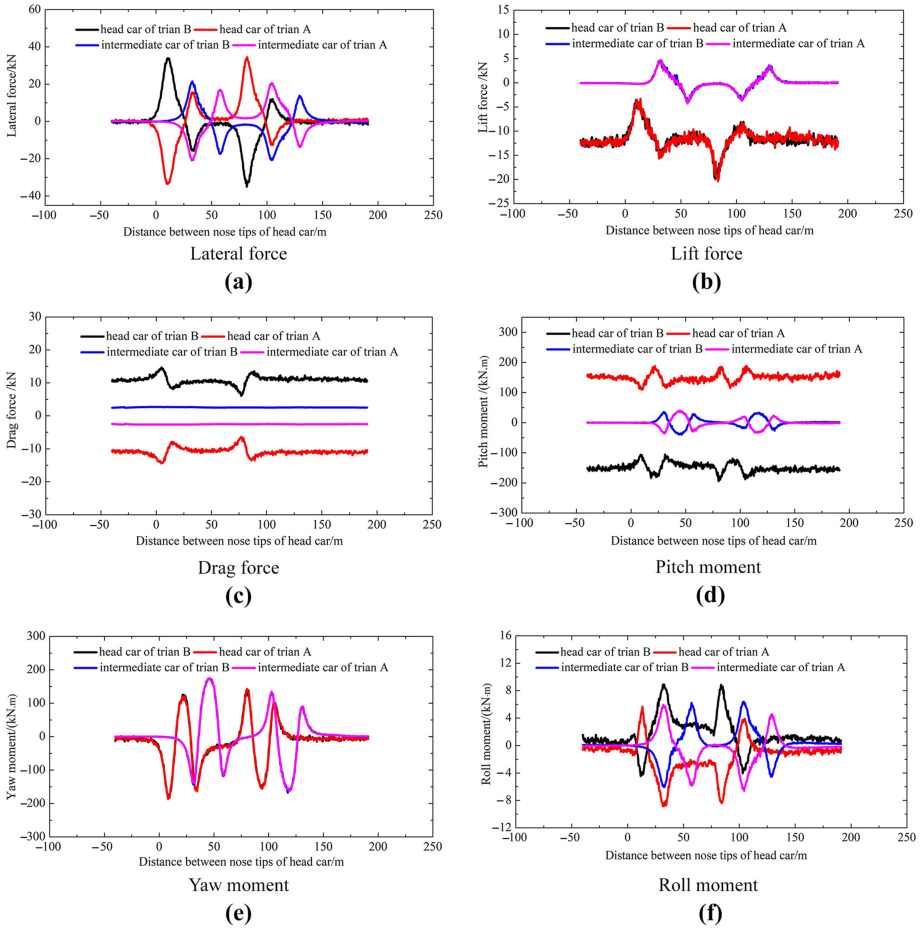 head car of trian B head car of trian A
intermediate car of trian B intermediate car of trian A
Lateral force/kN
60
40
20
0
−20
−40
−100 −50 0 50 100 150 200 250
Distance between nose tips of head car/m
Lateral force
(a)
head car of trian B head car of trian A
intermediate car of trian B intermediate car of trian A
Lift force /kN
15
10
5
0
−5
−10
−15
−20
−25
−100 −50 0 50 100 150 200 250
Distance between nose tips of head car/m
Lift force
(b)
head car of trian B head car of trian A
intermediate car of trian B intermediate car of trian A
Drag force /kN
30
20
10
0
−10
−20
−30
−100 −50 0 50 100 150 200 250
Distance between nose tips of head car/m
Drag force
(c)
head car of trian B head car of trian A
intermediate car of trian B intermediate car of trian A
Pitch moment /(kN.m)
300
200
100
0
−100
−200
−300
−100 −50 0 50 100 150 200 250
Distance between nose tips of head car/m
Pitch moment
(d)
head car of trian B head car of trian A
intermediate car of trian B intermediate car of trian A
Yaw moment/(kN.m)
300
200
100
0
−100
−200
−300
−100 −50 0 50 100 150 200 250
Distance between nose tips of head car/m
Yaw moment
(e)
head car of trian B head car of trian A
intermediate car of trian B intermediate car of trian A
Roll moment/(kN·m)
16
12
8
4
0
−4
−8
−12
−100 −50 0 50 100 150 200 250
Distance between nose tips of head car/m
Roll moment
(f)